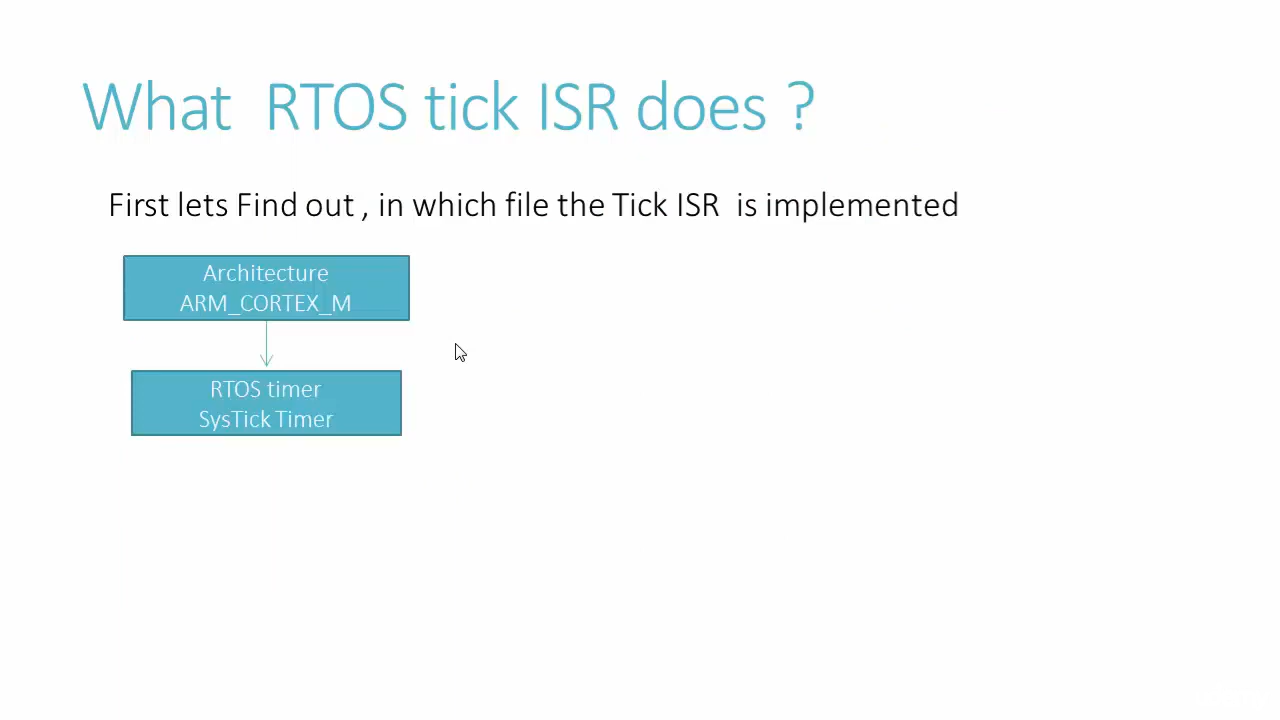 What RTOS tick ISR does ?
First lets Find out , in which file the Tick ISR is implemented
Architecture
ARM_CORTEX_M
RTOS timer
SysTick Timer